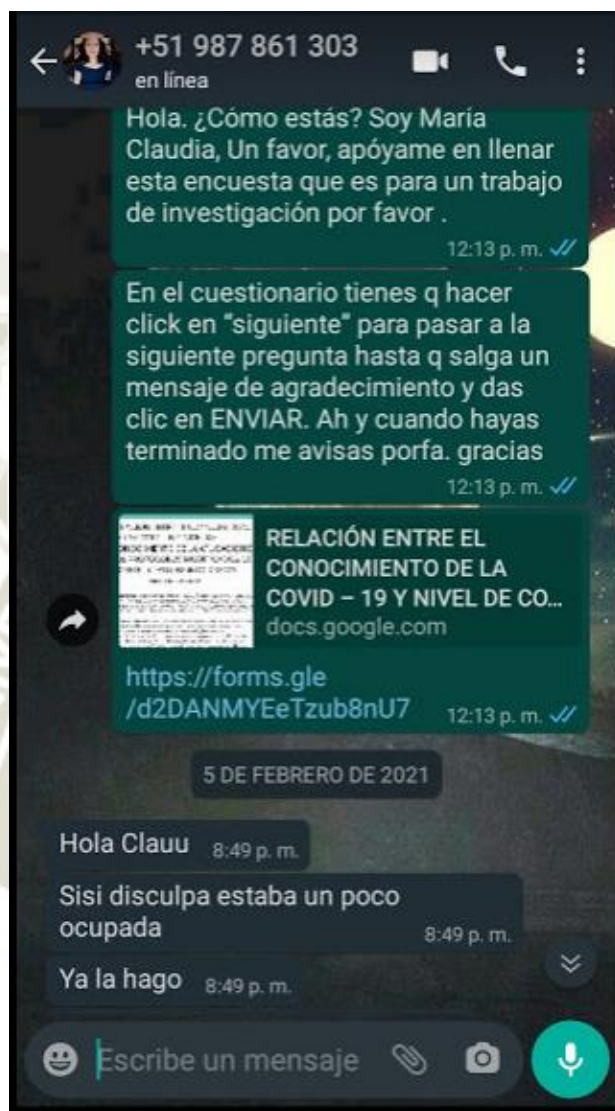 +51 987 861 303
en línea
Hola. ¿Cómo estás? Soy María
Claudia, Un favor, apóyame en llenar
esta encuesta que es para un trabajo
de investigación por favor .
12:13 p. m.
En el cuestionario tienes q hacer
click en "siguiente" para pasar a la
siguiente pregunta hasta q salga un
mensaje de agradecimiento y das
clic en ENVIAR. Ah y cuando hayas
terminado me avisas porfa. gracias
12:13 p. m.
RELACIÓN ENTRE EL
CONOCIMIENTO DE LA
COVID – 19 Y NIVEL DE CO...
docs.google.com
https://forms.gle
/d2DANMYEeTzub8nU7 12:13 p. m.
5 DE FEBRERO DE 2021
Hola Clauu 8:49 p. m.
Sisi disculpa estaba un poco
ocupada 8:49 p. m.
Ya la hago 8:49 p. m.
Escribe un mensaje